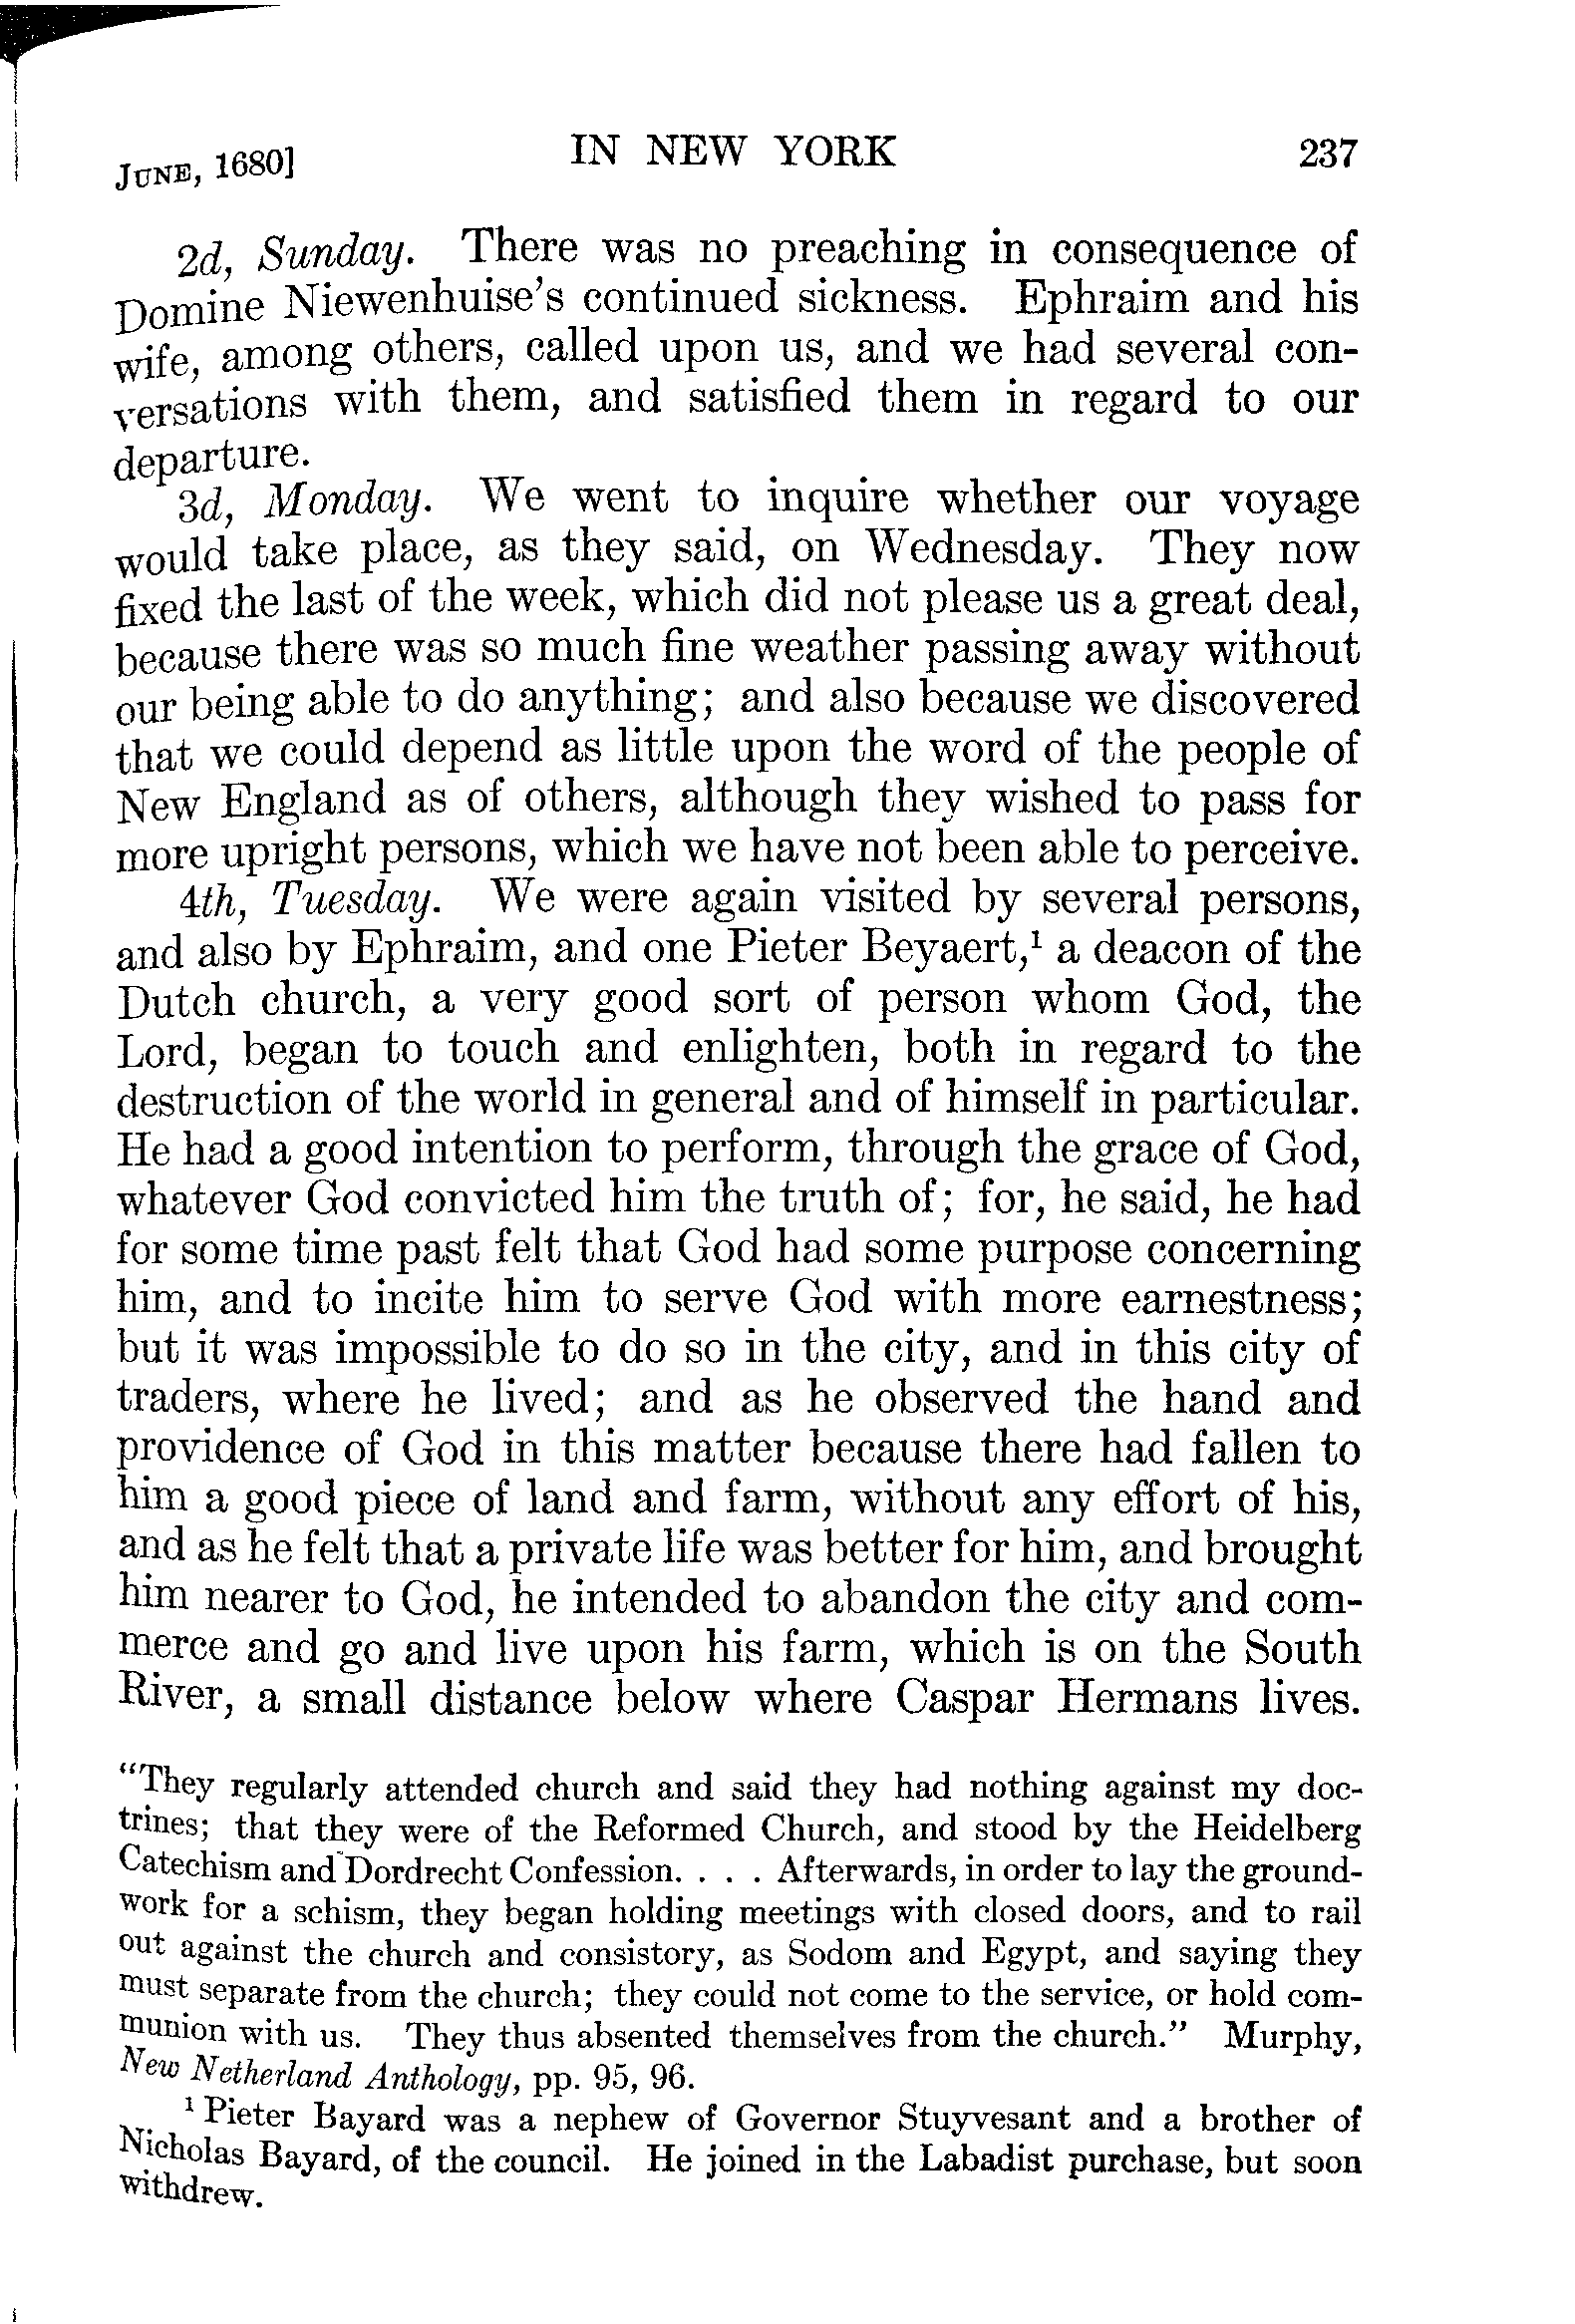 JUNE, 1680] IN NEW YORK 237
2d, Sunday. There was no preaching in consequence of
Domine Niewenhuise's continued sickness. Ephraim and his
wife, among others, called upon us, and we had several con-
versations with them, and satisfied them in regard to our
departure.
3d, Monday. We went to inquire whether our voyage
would take place, as they said, on Wednesday. They now
fixed the last of the week, which did not please us a great deal,
because there was so much fine weather passing away without
our being able to do anything; and also because we discovered
that we could depend as little upon the word of the people of
New England as of others, although they wished to pass for
more upright persons, which we have not been able to perceive.
4th, Tuesday. We were again visited by several persons,
and also by Ephraim, and one Pieter Beyaert,¹ a deacon of the
Dutch church, a very good sort of person whom God, the
Lord, began to touch and enlighten, both in regard to the
destruction of the world in general and of himself in particular.
He had a good intention to perform, through the grace of God,
whatever God convicted him the truth of; for, he said, he had
for some time past felt that God had some purpose concerning
him, and to incite him to serve God with more earnestness;
but it was impossible to do so in the city, and in this city of
traders, where he lived; and as he observed the hand and
providence of God in this matter because there had fallen to
him a good piece of land and farm, without any effort of his,
and as he felt that a private life was better for him, and brought
him nearer to God, he intended to abandon the city and com-
merce and go and live upon his farm, which is on the South
River, a small distance below where Caspar Hermans lives.
"They regularly attended church and said they had nothing against my doc-
trines; that they were of the Reformed Church, and stood by the Heidelberg
Catechism and Dordrecht Confession. . . . Afterwards, in order to lay the ground-
work for a schism, they began holding meetings with closed doors, and to rail
out against the church and consistory, as Sodom and Egypt, and saying they
must separate from the church; they could not come to the service, or hold com-
munion with us. They thus absented themselves from the church." Murphy,
New Netherland Anthology, pp. 95, 96.
¹ Pieter Bayard was a nephew of Governor Stuyvesant and a brother of
Nicholas Bayard, of the council. He joined in the Labadist purchase, but soon
withdrew.